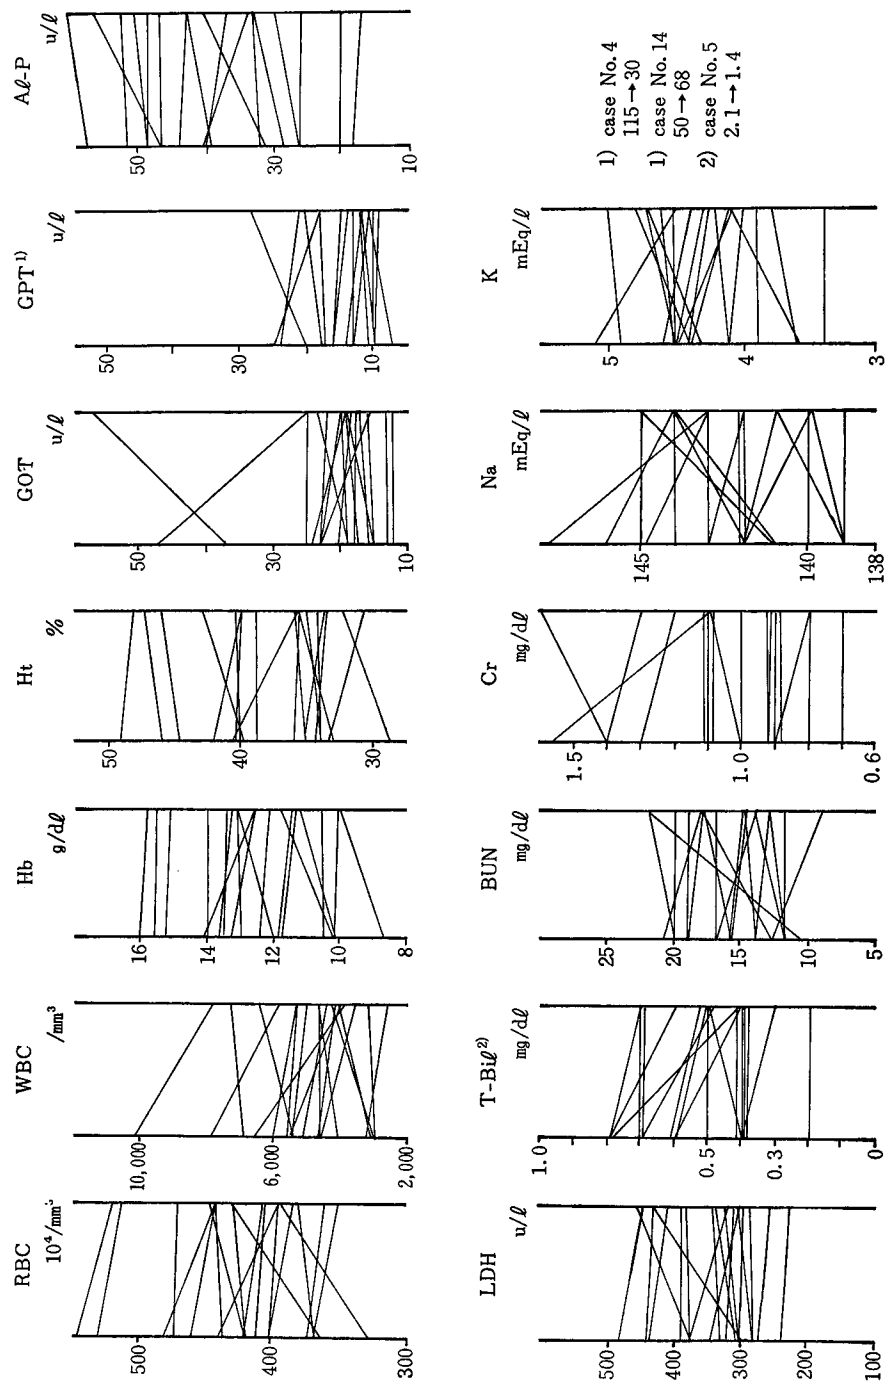 RBC
10⁴/mm³
500
400
300
WBC
/mm³
10,000
6,000
2,000
Hb
g/dℓ
16
14
12
10
8
Ht
%
50
40
30
GOT
u/ℓ
50
30
10
GPT¹⁾
u/ℓ
50
30
10
Aℓ-P
u/ℓ
50
30
10
LDH
u/ℓ
500
400
300
200
100
T-Biℓ²⁾
mg/dℓ
1.0
0.5
0.3
0
BUN
mg/dℓ
25
20
15
10
5
Cr
mg/dℓ
1.5
1.0
0.6
Na
mEq/ℓ
145
140
138
K
mEq/ℓ
5
4
3
1) case No.4
115→30
1) case No.14
50→68
2) case No.5
2.1→1.4